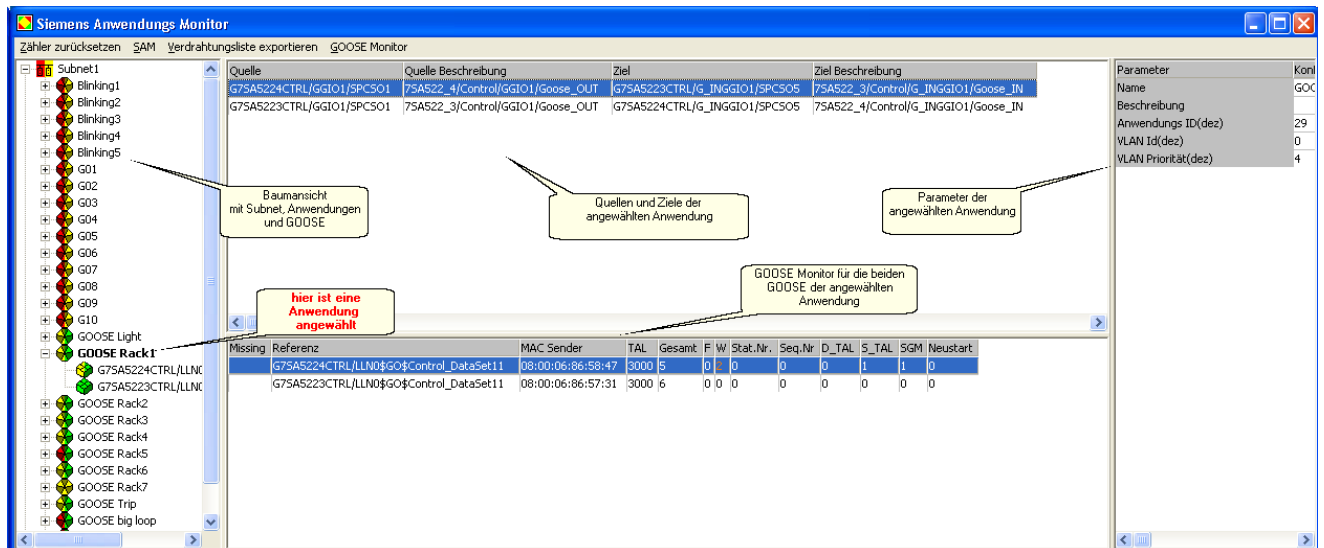 Siemens Anwendungs Monitor
Zähler zurücksetzen SAM Verdrahtungsliste exportieren GOOSE Monitor
Subnet1
Blinking1
Blinking2
Blinking3
Blinking4
Blinking5
G01
G02
G03
G04
G05
G06
G07
G08
G09
G10
GOOSE Light
GOOSE Rack1
G7SA5224CTRL/LLN0
G7SA5223CTRL/LLN0
GOOSE Rack2
GOOSE Rack3
GOOSE Rack4
GOOSE Rack5
GOOSE Rack6
GOOSE Rack7
GOOSE Trip
GOOSE big loop
Quelle Quelle Beschreibung Ziel Ziel Beschreibung
G7SA5224CTRL/GGIO1/SPCSO1 7SA522_4/Control/GGIO1/Goose_OUT G7SA5223CTRL/G_INGGIO1/SPCSO5 7SA522_3/Control/G_INGGIO1/Goose_IN
G7SA5223CTRL/GGIO1/SPCSO1 7SA522_3/Control/GGIO1/Goose_OUT G7SA5224CTRL/G_INGGIO1/SPCSO5 7SA522_4/Control/G_INGGIO1/Goose_IN
Baumansicht
mit Subnet, Anwendungen
und GOOSE
Quellen und Ziele der
angewählten Anwendung
Parameter der
angewählten Anwendung
GOOSE Monitor für die beiden
GOOSE der angewählten
Anwendung
hier ist eine
Anwendung
angewählt
Missing Referenz MAC Sender TAL Gesamt F W Stat.Nr. Seq.Nr D_TAL S_TAL SGM Neustart
G7SA5224CTRL/LLN0$GO$Control_DataSet11 08:00:06:86:58:47 3000 5 0 2 0 0 0 1 1 0
G7SA5223CTRL/LLN0$GO$Control_DataSet11 08:00:06:86:57:31 3000 6 0 0 0 0 0 0 0 0
Parameter Konf
Name GOO
Beschreibung
Anwendungs ID(dez) 29
VLAN Id(dez) 0
VLAN Priorität(dez) 4